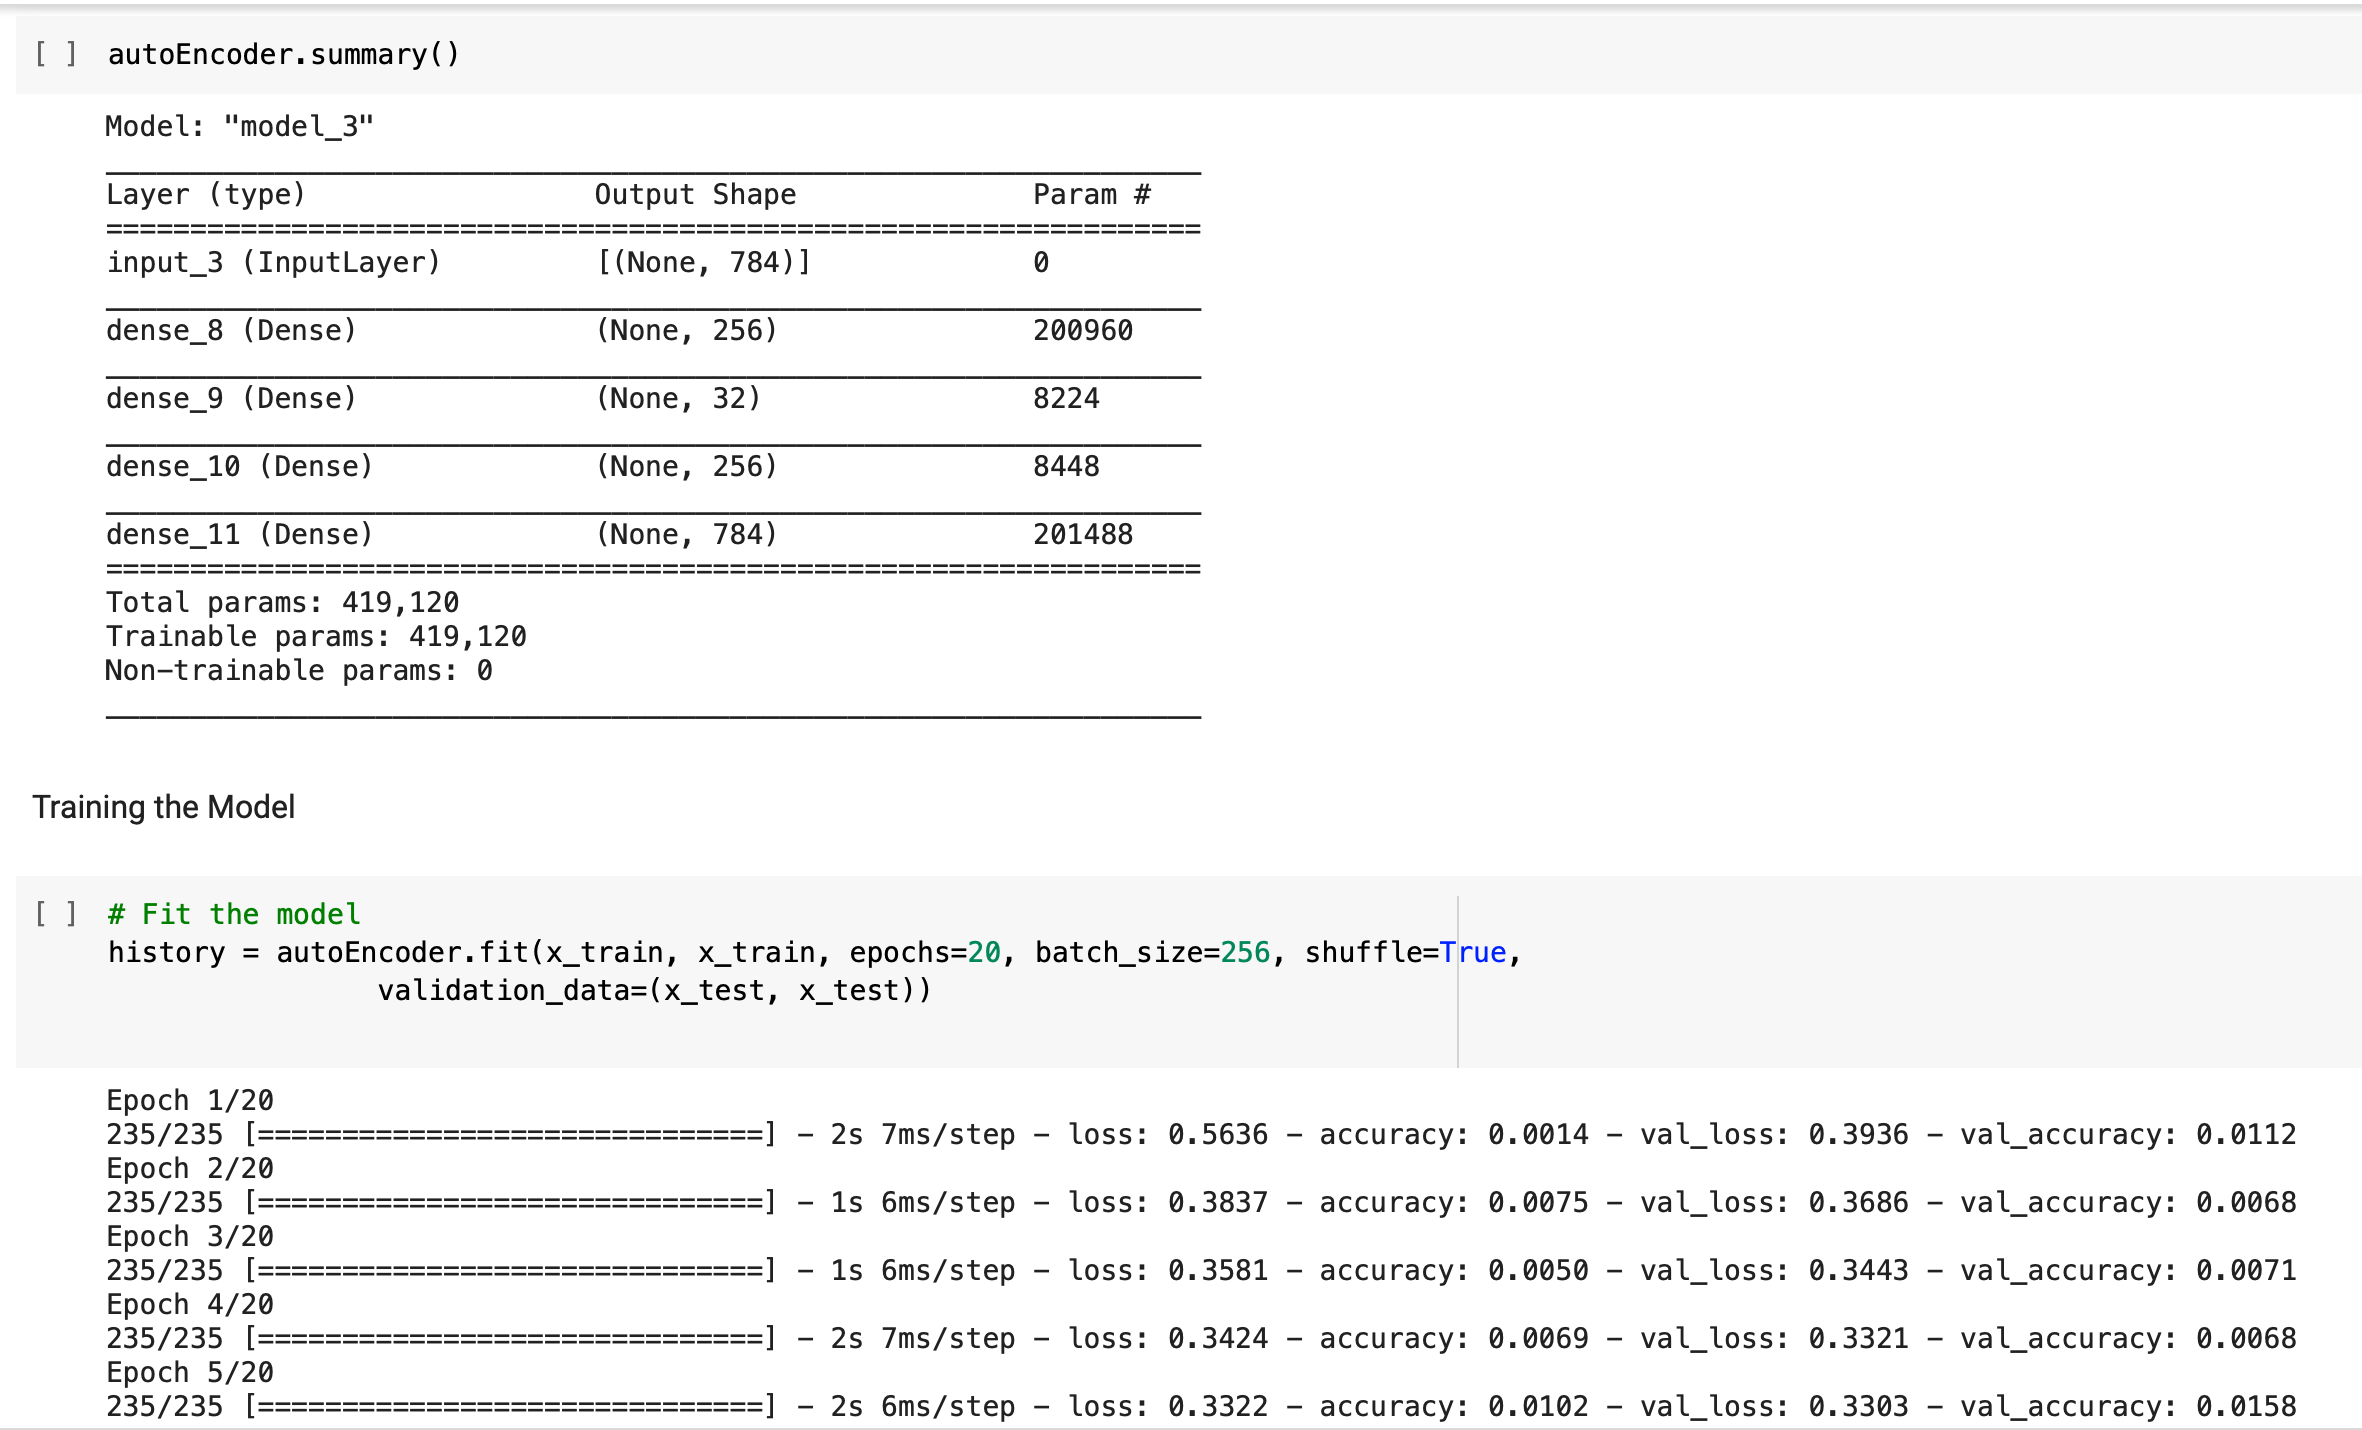 [ ] autoEncoder.summary()
Model: "model_3"
_________________________________________________________________
Layer (type)                 Output Shape              Param #
=================================================================
input_3 (InputLayer)         [(None, 784)]             0
_________________________________________________________________
dense_8 (Dense)              (None, 256)               200960
_________________________________________________________________
dense_9 (Dense)              (None, 32)                8224
_________________________________________________________________
dense_10 (Dense)             (None, 256)               8448
_________________________________________________________________
dense_11 (Dense)             (None, 784)               201488
=================================================================
Total params: 419,120
Trainable params: 419,120
Non-trainable params: 0
_________________________________________________________________
Training the Model
[ ] # Fit the model
history = autoEncoder.fit(x_train, x_train, epochs=20, batch_size=256, shuffle=True,
                validation_data=(x_test, x_test))
Epoch 1/20
235/235 [==============================] - 2s 7ms/step - loss: 0.5636 - accuracy: 0.0014 - val_loss: 0.3936 - val_accuracy: 0.0112
Epoch 2/20
235/235 [==============================] - 1s 6ms/step - loss: 0.3837 - accuracy: 0.0075 - val_loss: 0.3686 - val_accuracy: 0.0068
Epoch 3/20
235/235 [==============================] - 1s 6ms/step - loss: 0.3581 - accuracy: 0.0050 - val_loss: 0.3443 - val_accuracy: 0.0071
Epoch 4/20
235/235 [==============================] - 2s 7ms/step - loss: 0.3424 - accuracy: 0.0069 - val_loss: 0.3321 - val_accuracy: 0.0068
Epoch 5/20
235/235 [==============================] - 2s 6ms/step - loss: 0.3322 - accuracy: 0.0102 - val_loss: 0.3303 - val_accuracy: 0.0158